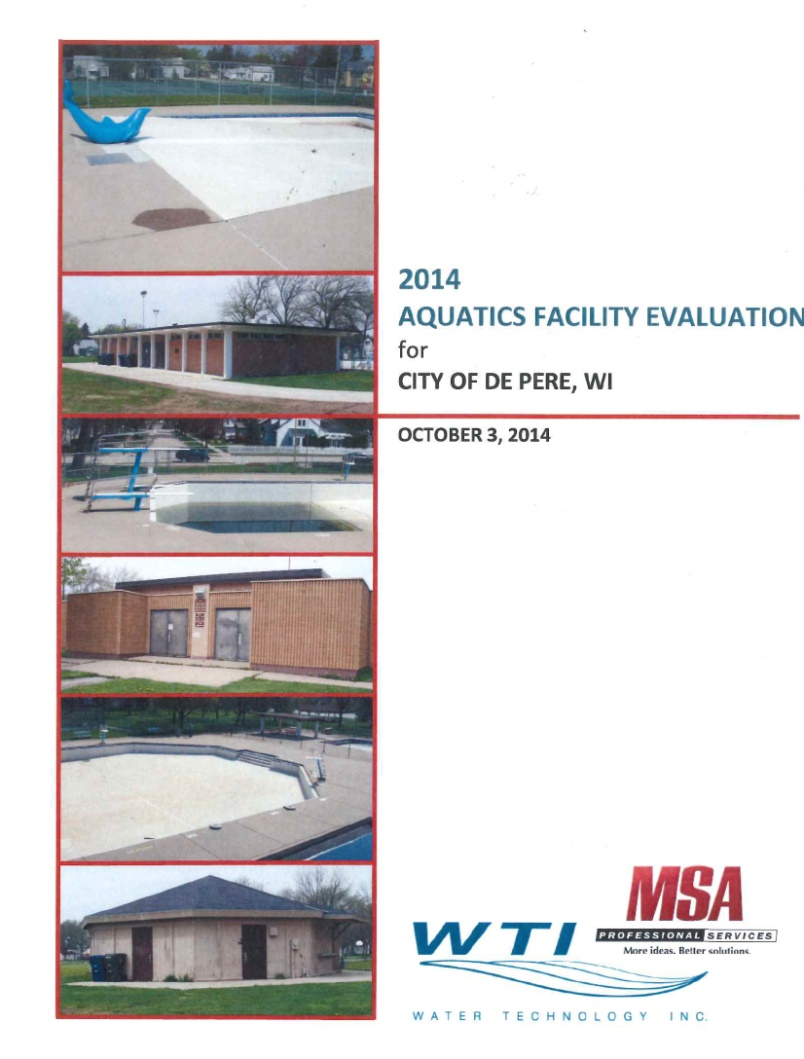 2014
AQUATICS FACILITY EVALUATION
for
CITY OF DE PERE, WI
OCTOBER 3, 2014
MSA
PROFESSIONAL SERVICES
More ideas. Better solutions.
WTI
WATER TECHNOLOGY INC.